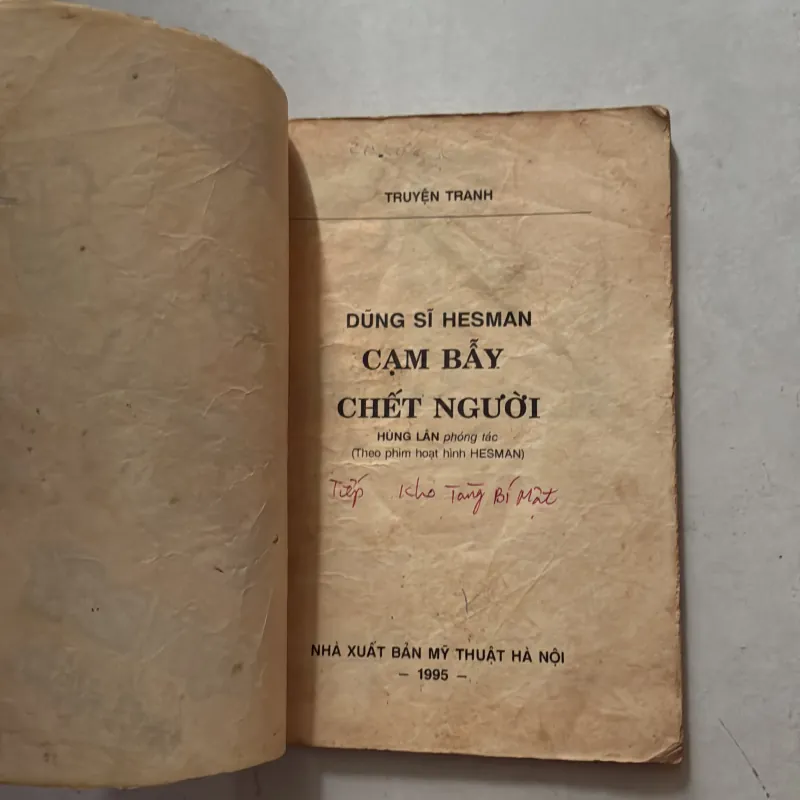 TRUYỆN TRANH
DŨNG SĨ HESMAN
CẠM BẪY
CHẾT NGƯỜI
HÙNG LÂN phóng tác
(Theo phim hoạt hình HESMAN)
Tiếp Kho Tàng Bí Mật
NHÀ XUẤT BẢN MỸ THUẬT HÀ NỘI
– 1995 –